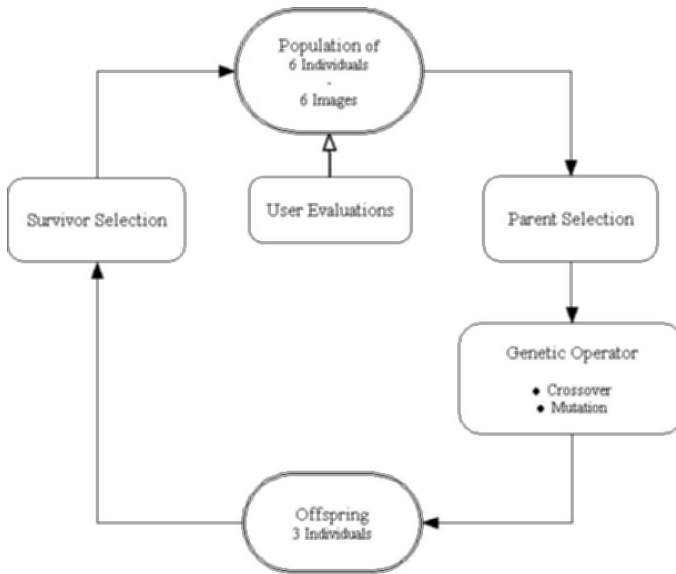 Population of
6 Individuals
-
6 Images
User Evaluations
Survivor Selection
Parent Selection
Genetic Operator
● Crossover
● Mutation
Offspring
3 Individuals